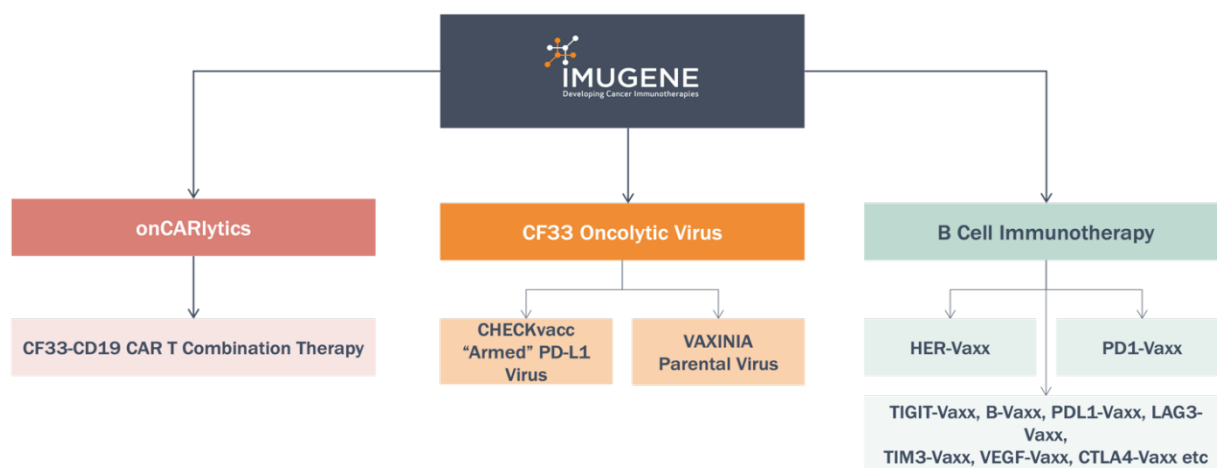 IMUGENE
Developing Cancer Immunotherapies
onCARlytics
CF33 Oncolytic Virus
B Cell Immunotherapy
CF33-CD19 CAR T Combination Therapy
CHECKvacc
“Armed” PD-L1
Virus
VAXINIA
Parental Virus
HER-Vaxx
PD1-Vaxx
TIGIT-Vaxx, B-Vaxx, PDL1-Vaxx, LAG3-
Vaxx,
TIM3-Vaxx, VEGF-Vaxx, CTLA4-Vaxx etc